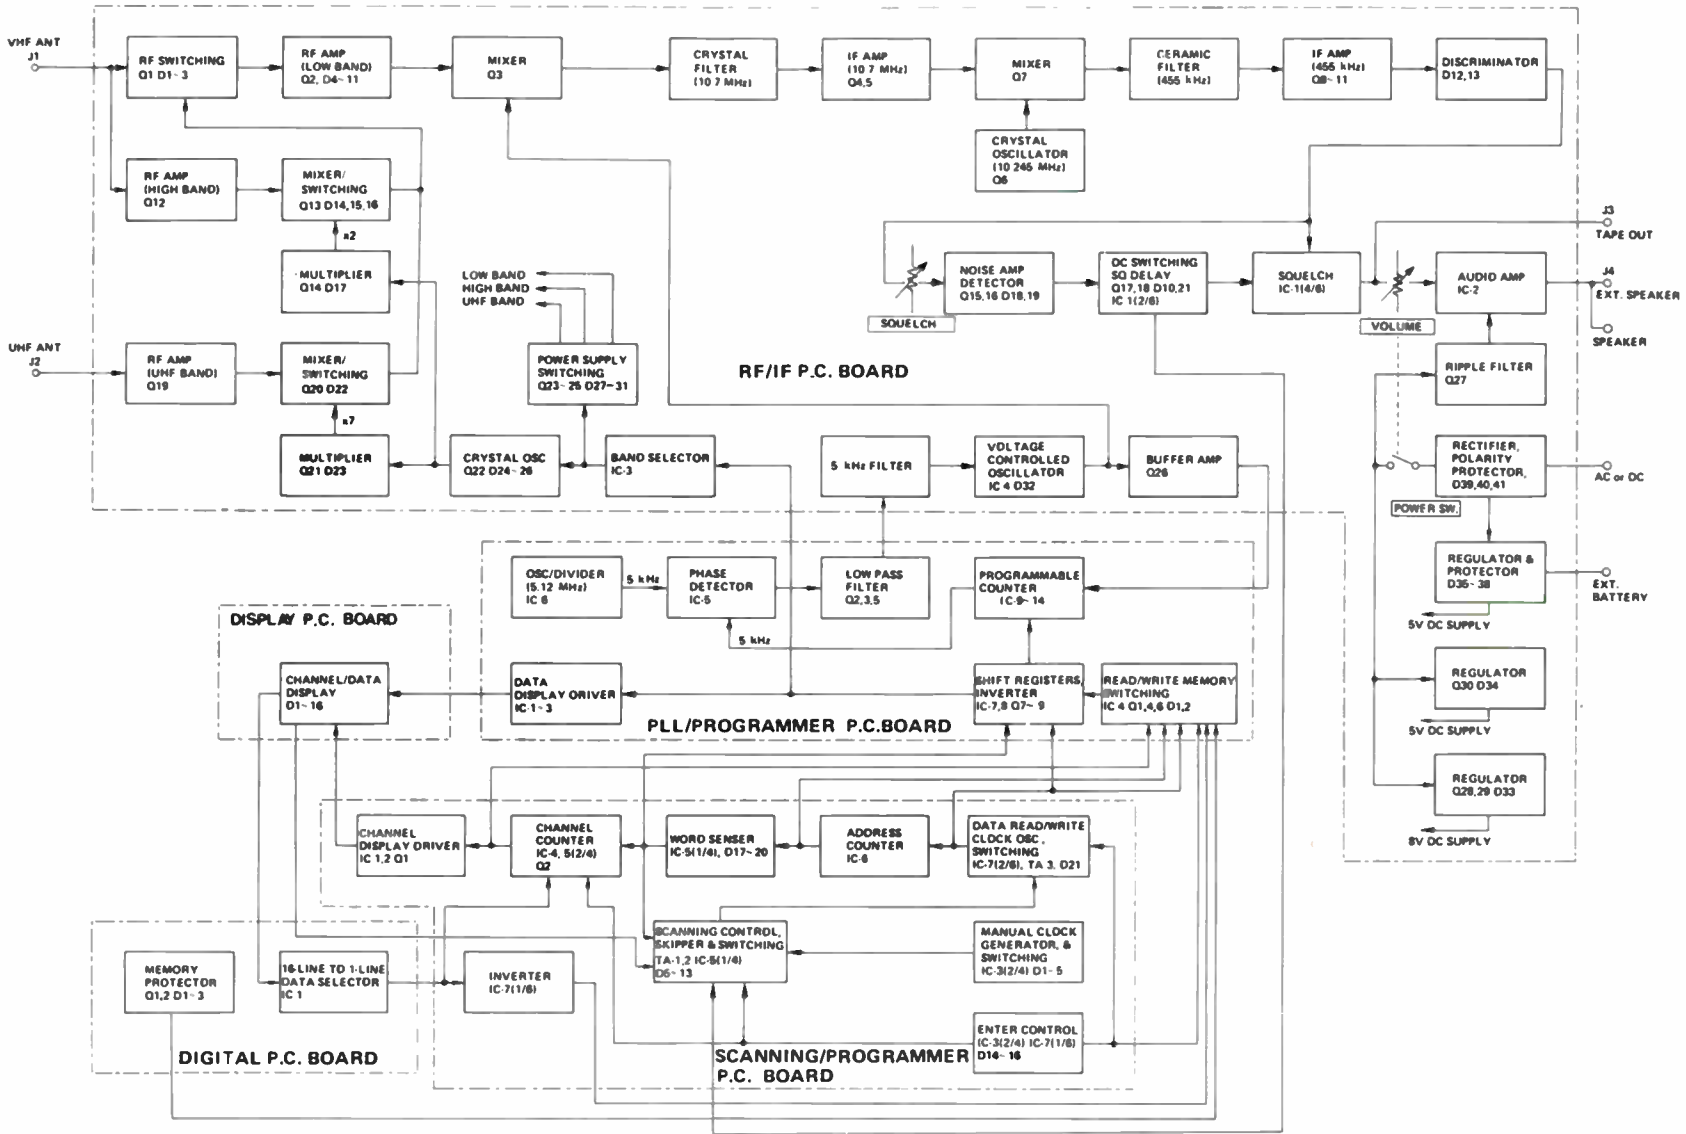 VHF ANT
J1
RF SWITCHING
Q1 D1~3
RF AMP
(LOW BAND)
Q2, D4~11
MIXER
Q3
CRYSTAL
FILTER
(10 7 MHz)
IF AMP
(10 7 MHz)
Q4,5
MIXER
Q7
CERAMIC
FILTER
(455 kHz)
IF AMP
(455 kHz)
Q8~11
DISCRIMINATOR
D12,13
CRYSTAL
OSCILLATOR
(10 245 MHz)
Q6
RF AMP
(HIGH BAND)
Q12
MIXER/
SWITCHING
Q13 D14,15,16
x2
MULTIPLIER
Q14 D17
LOW BAND
HIGH BAND
UHF BAND
SQUELCH
NOISE AMP
DETECTOR
Q15,16 D18,19
DC SWITCHING
SQ DELAY
Q17,18 D10,21
IC 1(2/6)
SQUELCH
IC-1(4/6)
VOLUME
AUDIO AMP
IC-2
J3
TAPE OUT
J4
EXT. SPEAKER
SPEAKER
UHF ANT
J2
RF AMP
(UHF BAND)
Q19
MIXER/
SWITCHING
Q20 D22
x7
MULTIPLIER
Q21 D23
POWER SUPPLY
SWITCHING
Q23~25 D27~31
CRYSTAL OSC
Q22 D24~26
BAND SELECTOR
IC-3
RF/IF P.C. BOARD
5 kHz FILTER
VOLTAGE
CONTROLLED
OSCILLATOR
IC 4 D32
BUFFER AMP
Q26
RIPPLE FILTER
Q27
RECTIFIER,
POLARITY
PROTECTOR,
D39,40,41
AC or DC
POWER SW.
REGULATOR &
PROTECTOR
D35~38
EXT.
BATTERY
5V DC SUPPLY
REGULATOR
Q30 D34
5V DC SUPPLY
REGULATOR
Q28,29 D33
8V DC SUPPLY
OSC/DIVIDER
(5.12 MHz)
IC 6
5 kHz
PHASE
DETECTOR
IC-5
LOW PASS
FILTER
Q2,3,5
PROGRAMMABLE
COUNTER
IC-9~14
5 kHz
DISPLAY P.C. BOARD
CHANNEL/DATA
DISPLAY
D1~16
DATA
DISPLAY DRIVER
IC-1~3
SHIFT REGISTERS,
INVERTER
IC-7,8 Q7~9
READ/WRITE MEMORY
SWITCHING
IC 4 Q1,4,6 D1,2
PLL/PROGRAMMER P.C.BOARD
CHANNEL
DISPLAY DRIVER
IC 1,2 Q1
CHANNEL
COUNTER
IC-4, 5(2/4)
Q2
WORD SENSER
IC-5(1/4), D17~20
ADDRESS
COUNTER
IC-6
DATA READ/WRITE
CLOCK OSC,
SWITCHING
IC-7(2/6), TA 3, D21
SCANNING CONTROL,
SKIPPER & SWITCHING
TA-1,2 IC-5(1/4)
D6~13
MANUAL CLOCK
GENERATOR, &
SWITCHING
IC-3(2/4) D1~5
MEMORY
PROTECTOR
Q1,2 D1~3
16-LINE TO 1-LINE
DATA SELECTOR
IC 1
INVERTER
IC-7(1/6)
ENTER CONTROL
IC-3(2/4) IC-7(1/6)
D14~16
DIGITAL P.C. BOARD
SCANNING/PROGRAMMER
P.C. BOARD